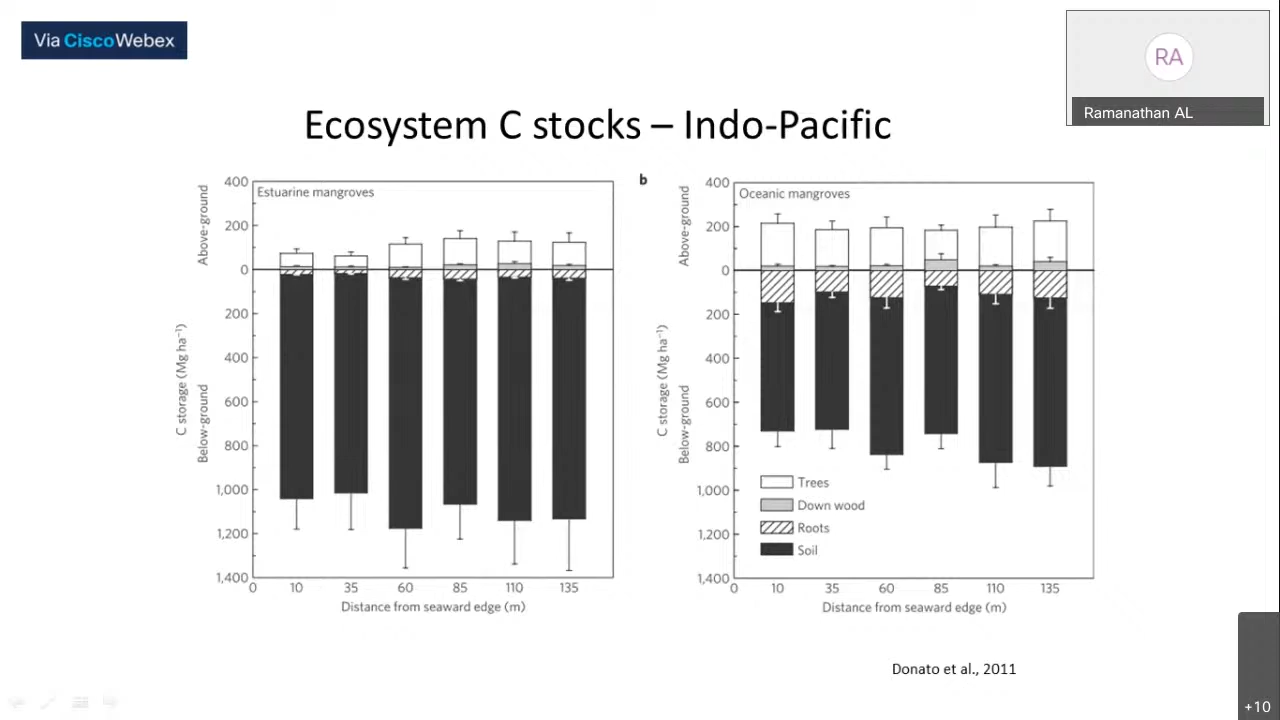 Via CiscoWebex
RA
Ramanathan AL
Ecosystem C stocks – Indo-Pacific
Estuarine mangroves
Above-ground
C storage (Mg ha⁻¹)
Below-ground
400
200
0
200
400
600
800
1,000
1,200
1,400
0 10 35 60 85 110 135
Distance from seaward edge (m)
b
Oceanic mangroves
Above-ground
C storage (Mg ha⁻¹)
Below-ground
400
200
0
200
400
600
800
1,000
1,200
1,400
Trees
Down wood
Roots
Soil
0 10 35 60 85 110 135
Distance from seaward edge (m)
Donato et al., 2011
+10